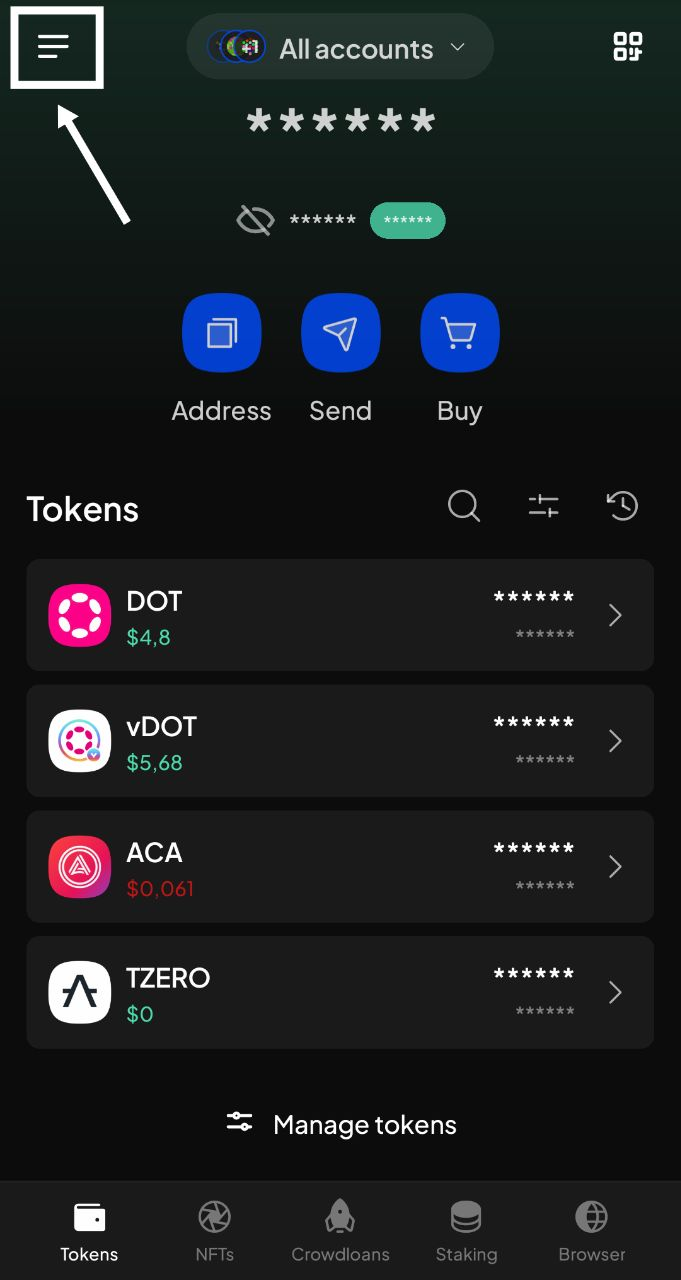 +1 All accounts
******
****** ******
Address Send Buy
Tokens
DOT ******
$4,8 ******
vDOT ******
$5,68 ******
ACA ******
$0,061 ******
TZERO ******
$0 ******
Manage tokens
Tokens NFTs Crowdloans Staking Browser